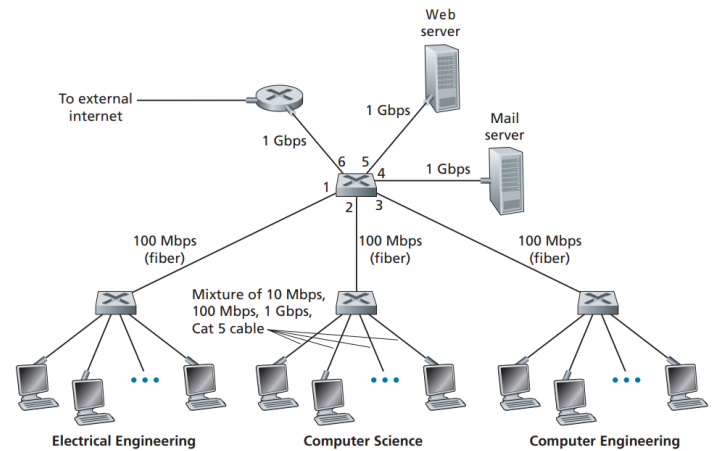 Web
server
To external
internet
1 Gbps
1 Gbps
Mail
server
1 Gbps
6
5
4
1
2
3
100 Mbps
(fiber)
100 Mbps
(fiber)
100 Mbps
(fiber)
Mixture of 10 Mbps,
100 Mbps, 1 Gbps,
Cat 5 cable
Electrical Engineering
Computer Science
Computer Engineering